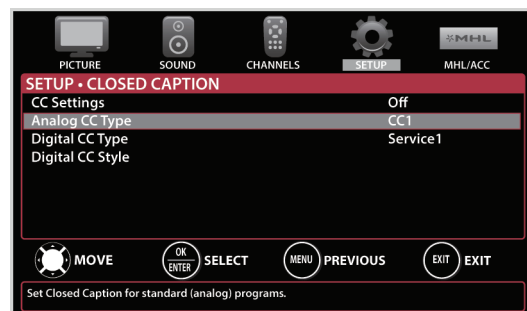 MHL
PICTURE SOUND CHANNELS SETUP MHL/ACC
SETUP • CLOSED CAPTION
CC Settings Off
Analog CC Type CC1
Digital CC Type Service1
Digital CC Style
MOVE OK ENTER SELECT MENU PREVIOUS EXIT EXIT
Set Closed Caption for standard (analog) programs.